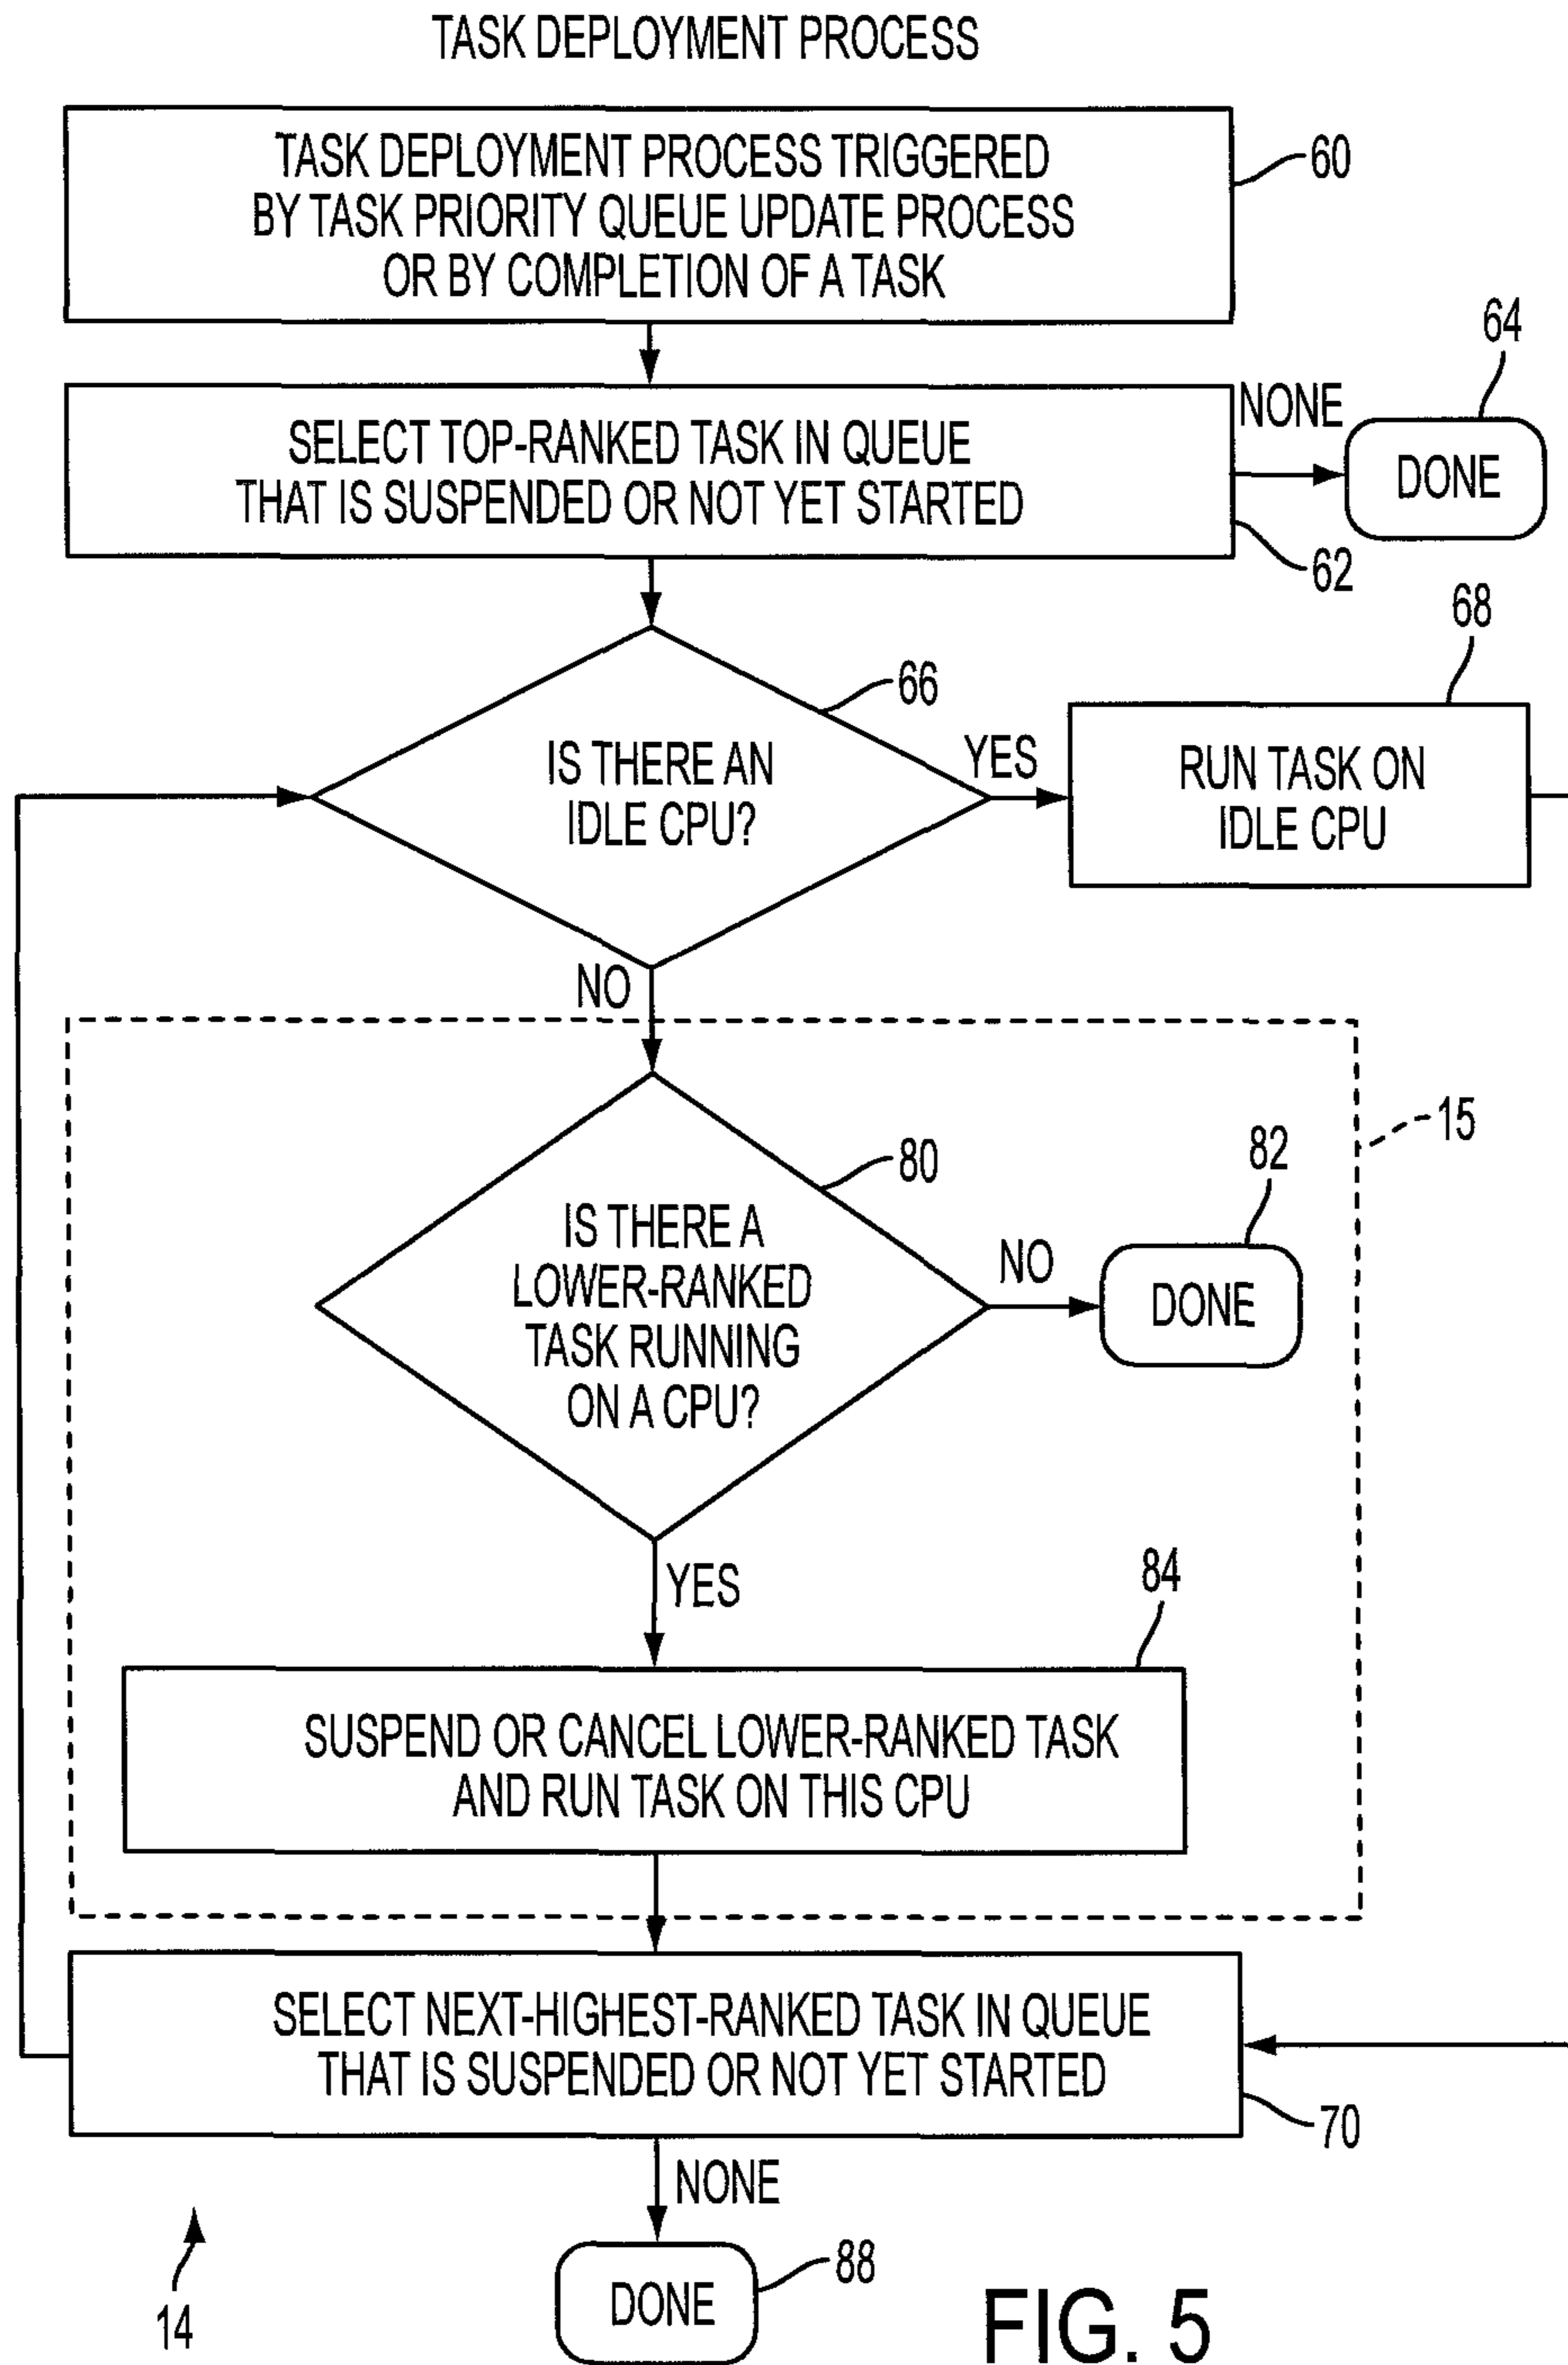 TASK DEPLOYMENT PROCESS
TASK DEPLOYMENT PROCESS TRIGGERED
BY TASK PRIORITY QUEUE UPDATE PROCESS
OR BY COMPLETION OF A TASK
60
64
SELECT TOP-RANKED TASK IN QUEUE
THAT IS SUSPENDED OR NOT YET STARTED
NONE
DONE
62
68
66
IS THERE AN
IDLE CPU?
YES
RUN TASK ON
IDLE CPU
NO
15
80
82
IS THERE A
LOWER-RANKED
TASK RUNNING
ON A CPU?
NO
DONE
YES
84
SUSPEND OR CANCEL LOWER-RANKED TASK
AND RUN TASK ON THIS CPU
SELECT NEXT-HIGHEST-RANKED TASK IN QUEUE
THAT IS SUSPENDED OR NOT YET STARTED
70
NONE
DONE
88
14
FIG. 5